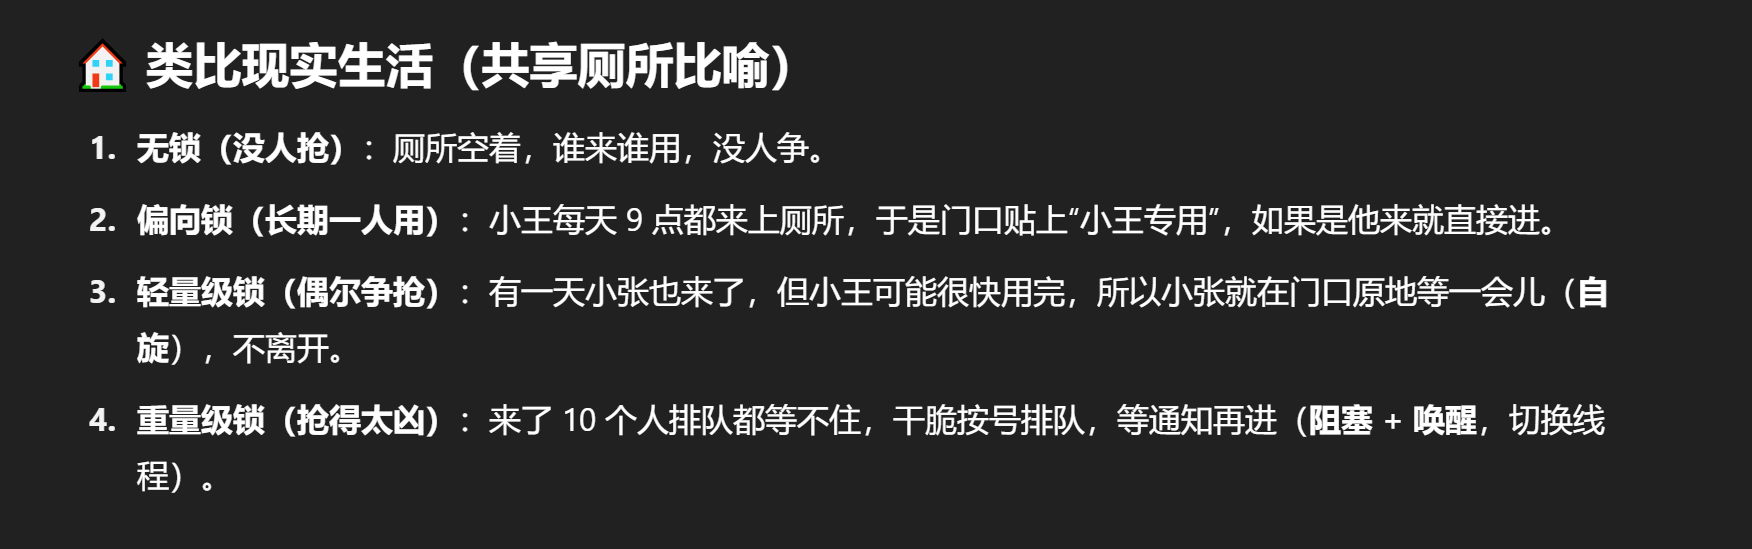 🏠 类比现实生活（共享厕所比喻）
1. 无锁（没人抢）：厕所空着，谁来谁用，没人争。
2. 偏向锁（长期一人用）：小王每天 9 点都来上厕所，于是门口贴上“小王专用”，如果是他来就直接进。
3. 轻量级锁（偶尔争抢）：有一天小张也来了，但小王可能很快用完，所以小张就在门口原地等一会儿（自
旋），不离开。
4. 重量级锁（抢得太凶）：来了 10 个人排队都等不住，干脆按号排队，等通知再进（阻塞 + 唤醒，切换线
程）。